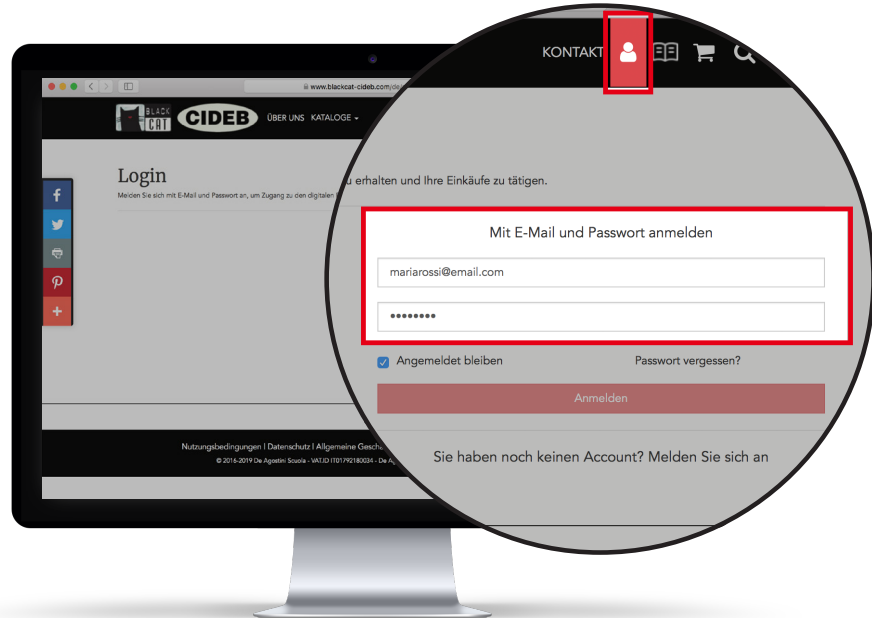 KONTAKT
www.blackcat-cideb.com/de
BLACK
CAT
CIDEB
ÜBER UNS KATALOGE
Login
Melden Sie sich mit E-Mail und Passwort an, um Zugang zu den digitalen
zu erhalten und Ihre Einkäufe zu tätigen.
Mit E-Mail und Passwort anmelden
mariarossi@email.com
••••••••
Angemeldet bleiben
Passwort vergessen?
Anmelden
Sie haben noch keinen Account? Melden Sie sich an
Nutzungsbedingungen I Datenschutz I Allgemeine Gesch
© 2016-2019 De Agostini Scuola - VAT.ID IT01792180034 - De Ag